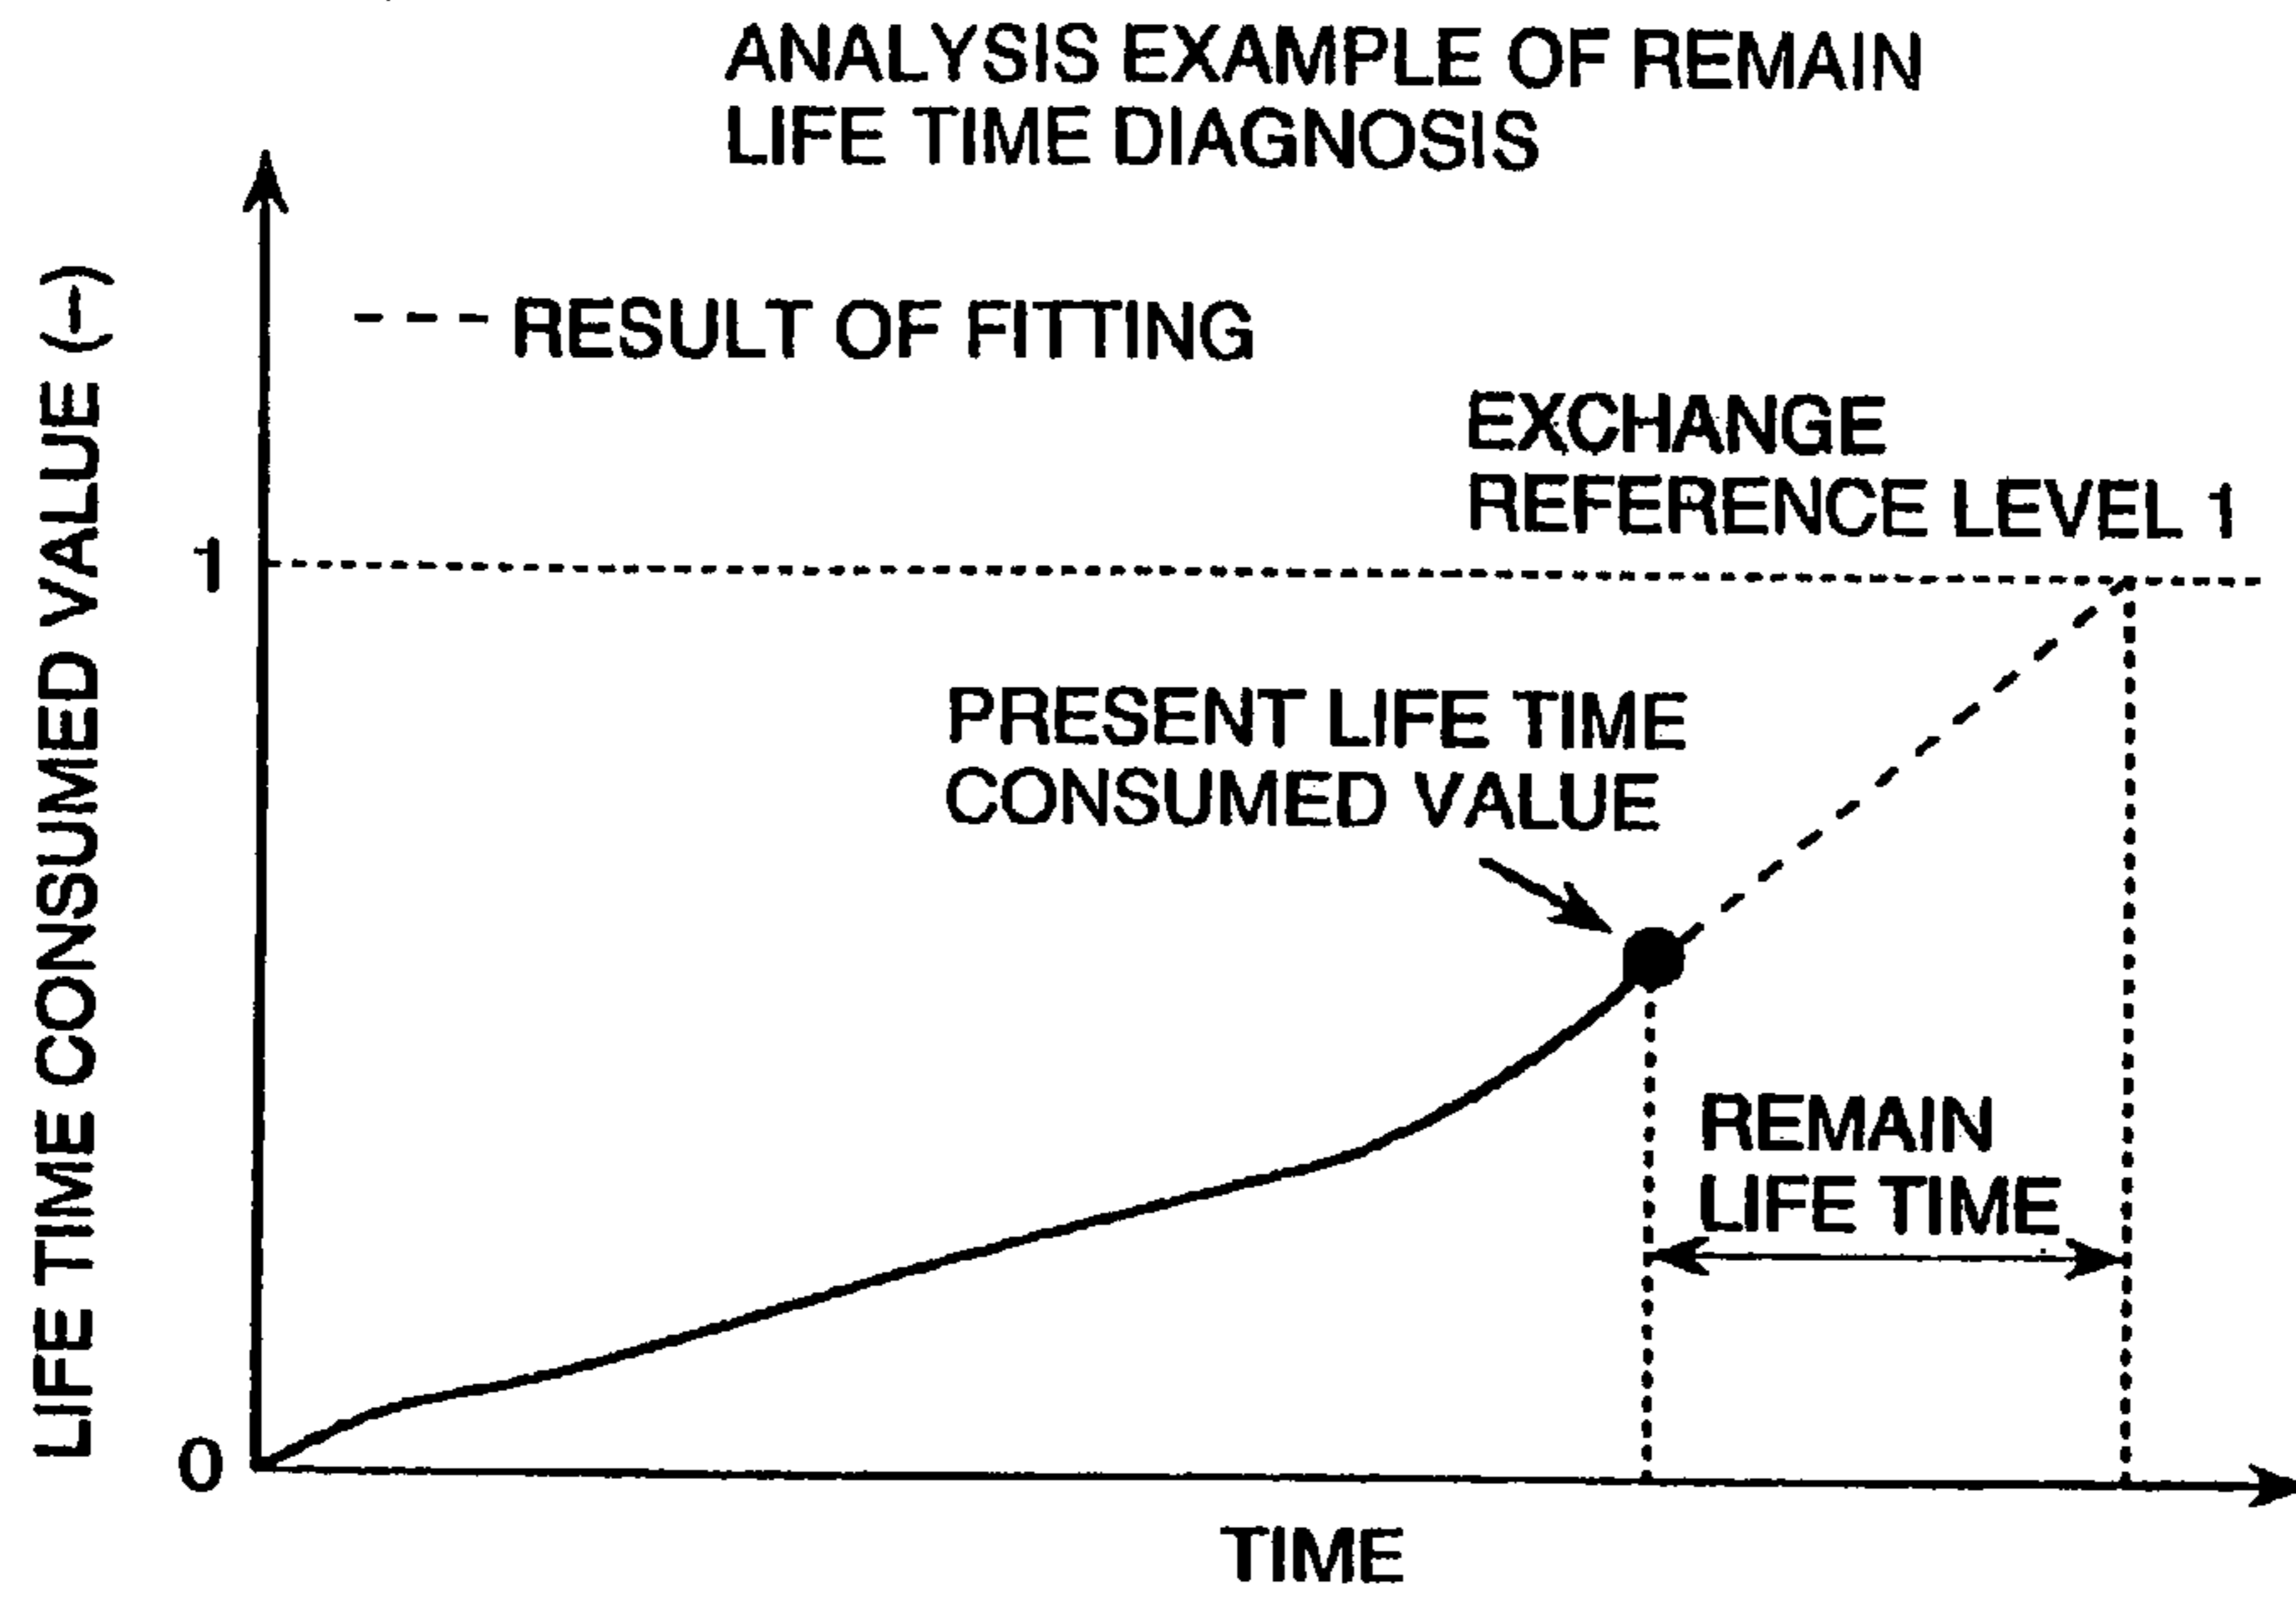 ANALYSIS EXAMPLE OF REMAIN
LIFE TIME DIAGNOSIS
LIFE TIME CONSUMED VALUE (−)
--- RESULT OF FITTING
EXCHANGE
REFERENCE LEVEL 1
1
PRESENT LIFE TIME
CONSUMED VALUE
REMAIN
LIFE TIME
0
TIME